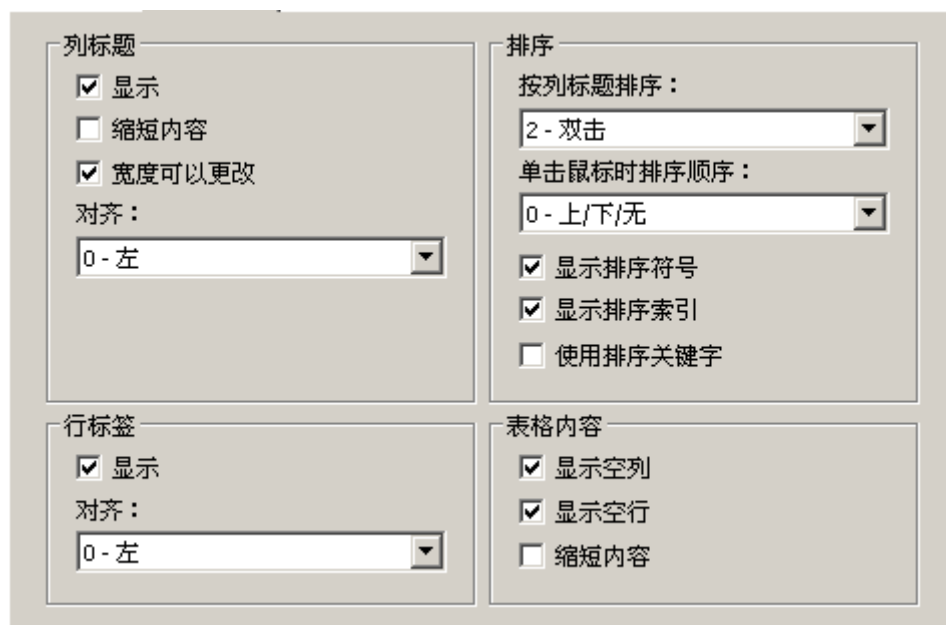 列标题
显示
缩短内容
宽度可以更改
对齐：
0 - 左
排序
按列标题排序：
2 - 双击
单击鼠标时排序顺序：
0 - 上/下/无
显示排序符号
显示排序索引
使用排序关键字
行标签
显示
对齐：
0 - 左
表格内容
显示空列
显示空行
缩短内容